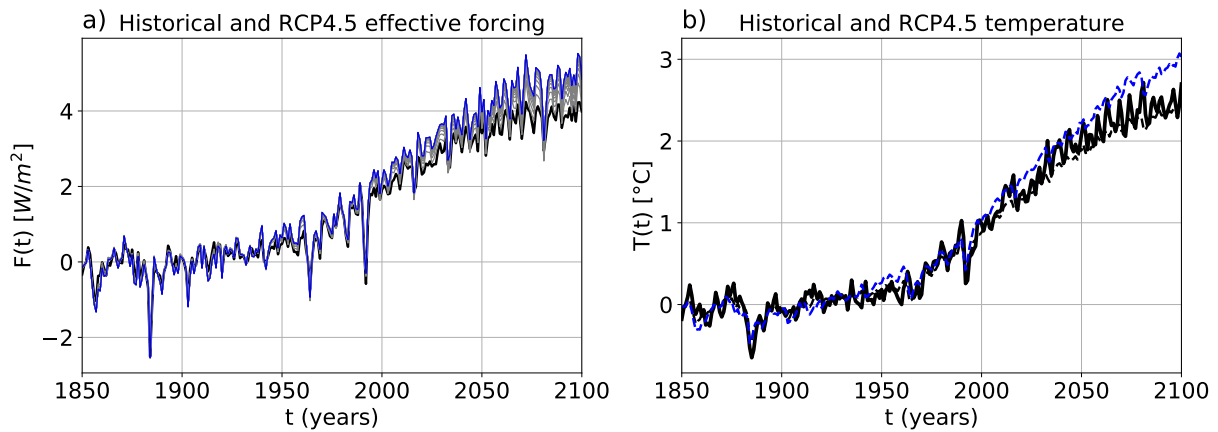 a) Historical and RCP4.5 effective forcing
F(t) [W/m²]
4
2
0
−2
1850 1900 1950 2000 2050 2100
t (years)
b) Historical and RCP4.5 temperature
T(t) [°C]
3
2
1
0
1850 1900 1950 2000 2050 2100
t (years)